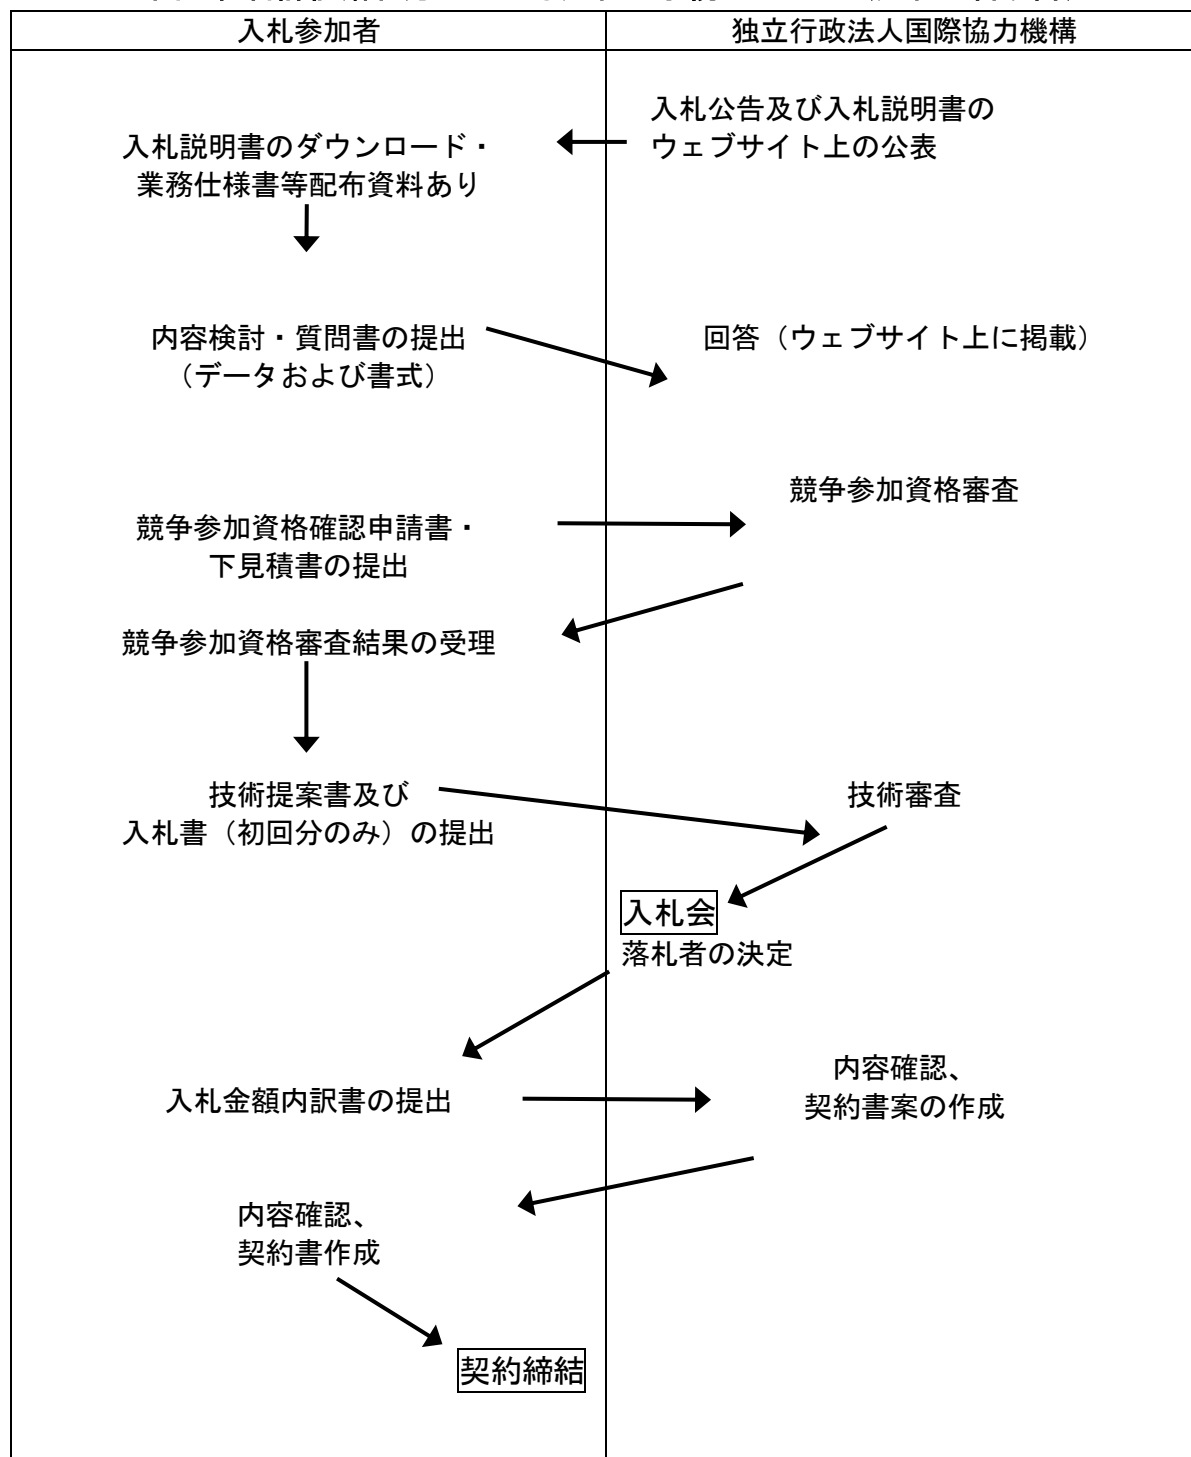 入札参加者
独立行政法人国際協力機構
入札公告及び入札説明書の
ウェブサイト上の公表
入札説明書のダウンロード・
業務仕様書等配布資料あり
内容検討・質問書の提出
（データおよび書式）
回答（ウェブサイト上に掲載）
競争参加資格審査
競争参加資格確認申請書・
下見積書の提出
競争参加資格審査結果の受理
技術提案書及び
入札書（初回分のみ）の提出
技術審査
入札会
落札者の決定
入札金額内訳書の提出
内容確認、
契約書案の作成
内容確認、
契約書作成
契約締結